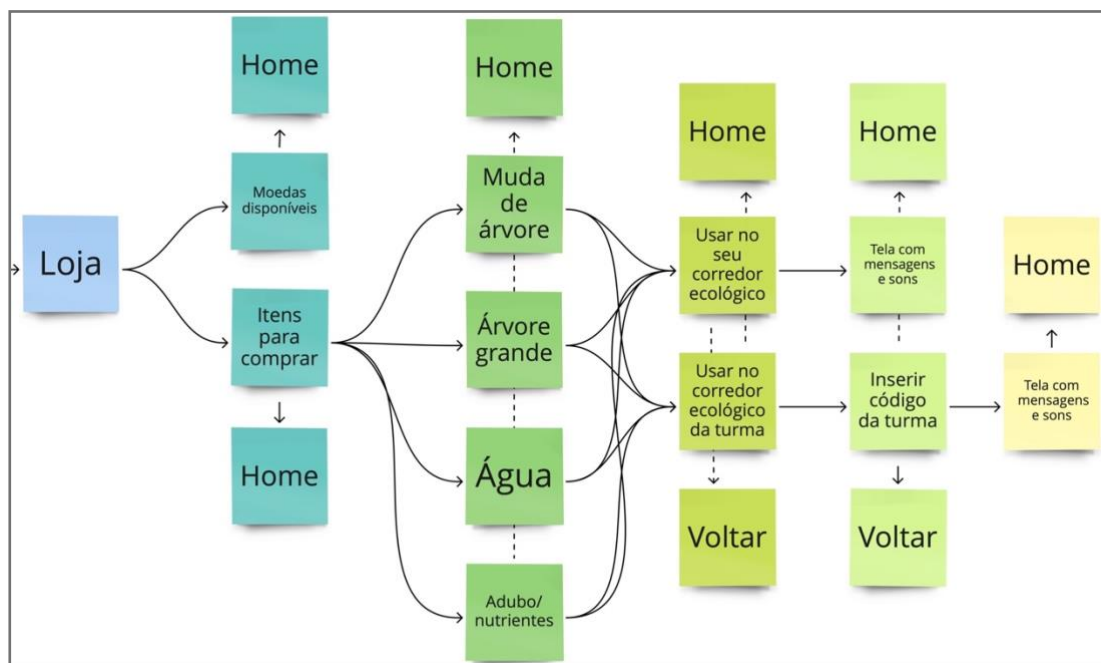 Loja
Home
Moedas
disponíveis
Itens
para
comprar
Home
Home
Muda
de
árvore
Árvore
grande
Água
Adubo/
nutrientes
Home
Usar no
seu
corredor
ecológico
Usar no
corredor
ecológico
da turma
Voltar
Home
Tela com
mensagens
e sons
Inserir
código
da turma
Voltar
Home
Tela com
mensagens
e sons